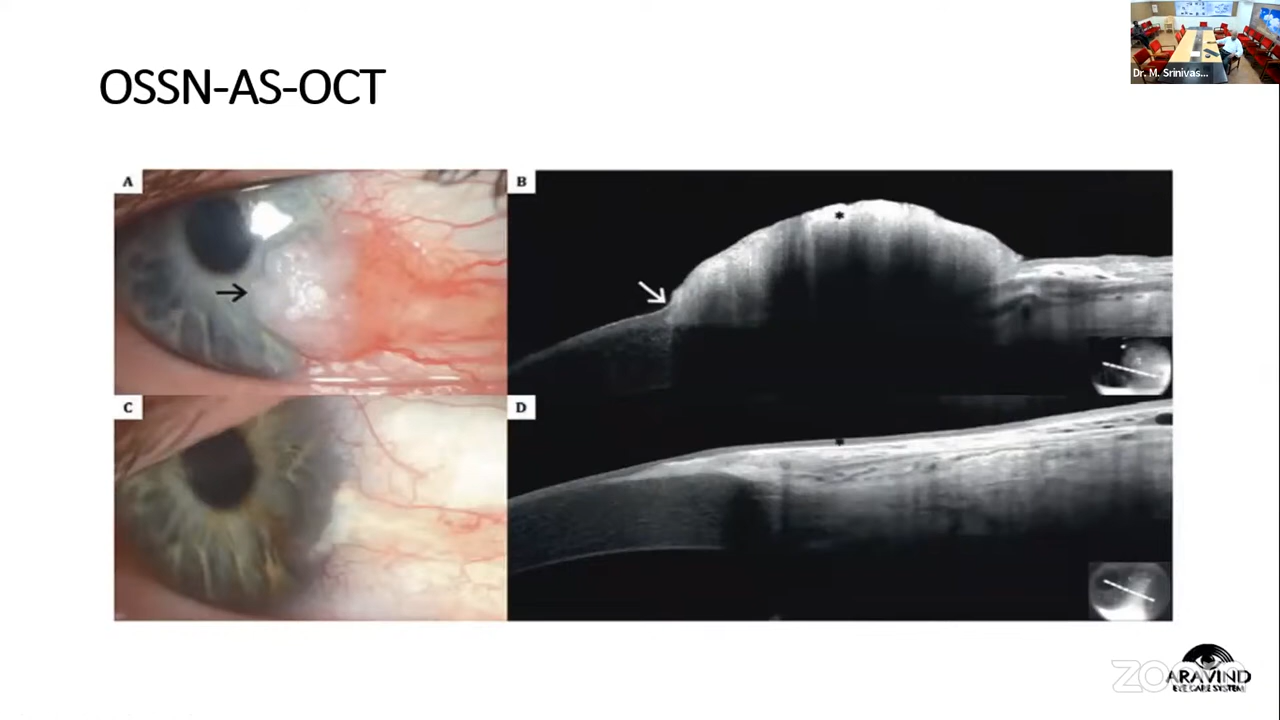 OSSN-AS-OCT
Dr. M. Srinivas...
A
B
C
D
ARAVIND
EYE CARE SYSTEM